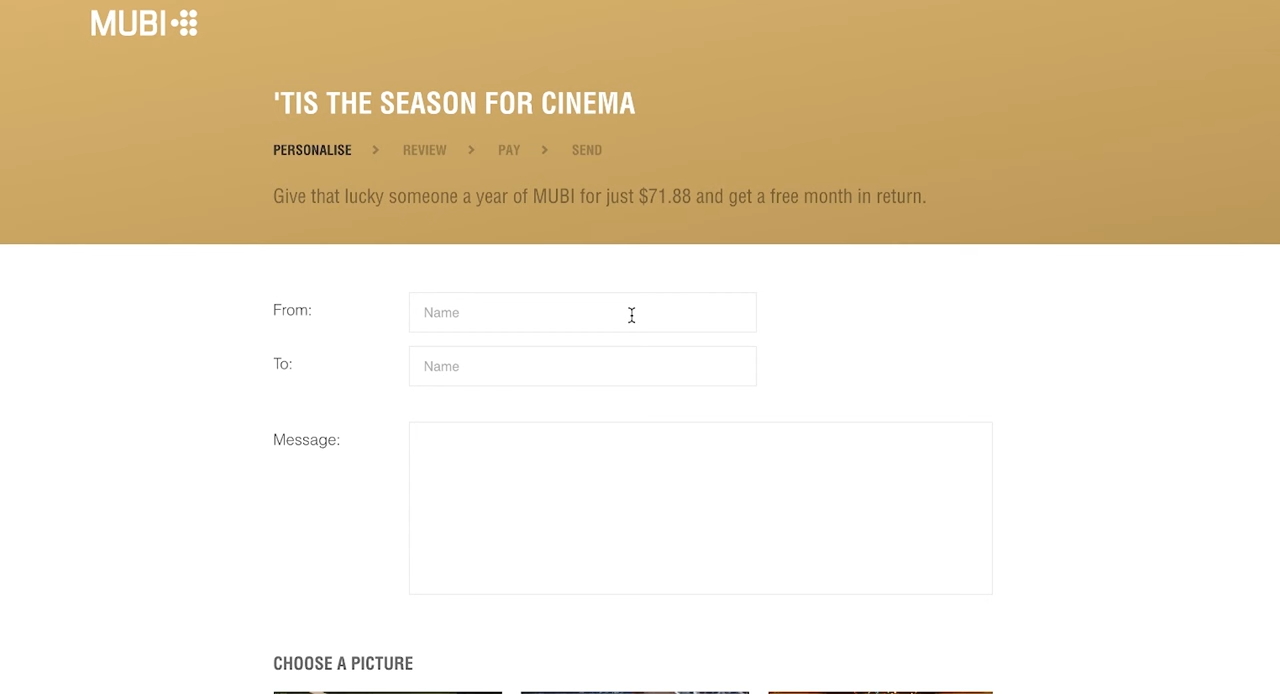 MUBI
'TIS THE SEASON FOR CINEMA
PERSONALISE > REVIEW > PAY > SEND
Give that lucky someone a year of MUBI for just $71.88 and get a free month in return.
From: Name
To: Name
Message:
CHOOSE A PICTURE